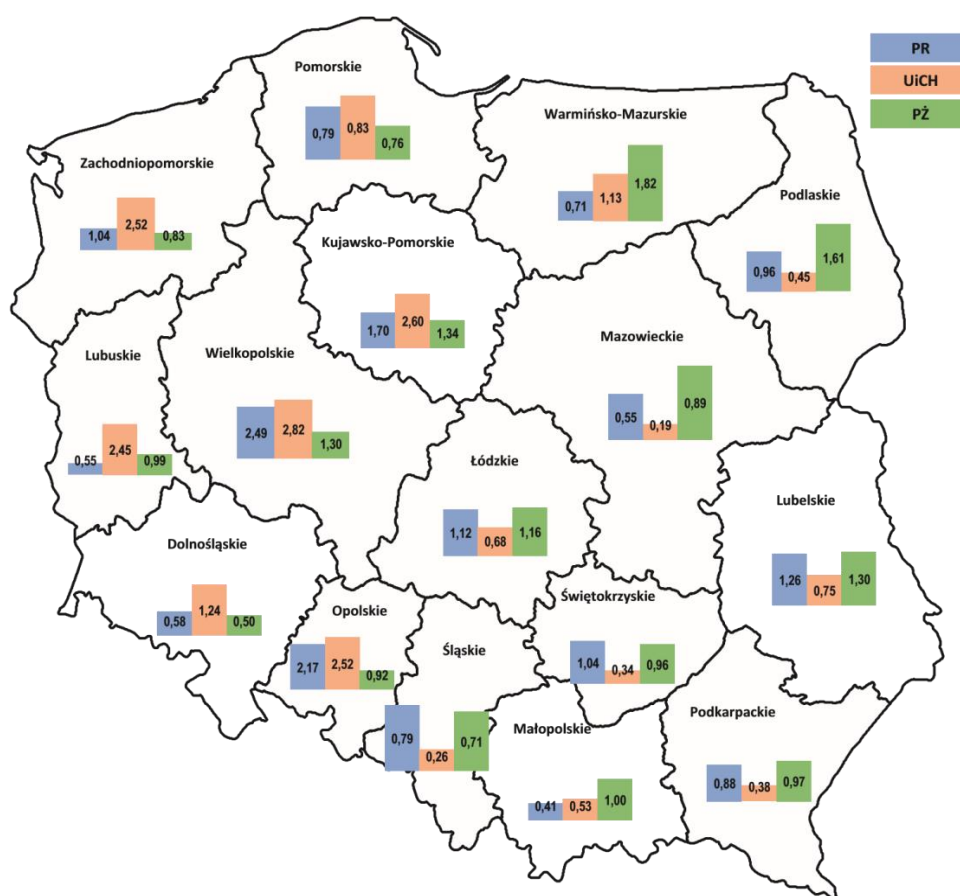 PR
UiCH
PŻ
Pomorskie
0,79 0,83 0,76
Warmińsko-Mazurskie
0,71 1,13 1,82
Zachodniopomorskie
1,04 2,52 0,83
Podlaskie
0,96 0,45 1,61
Kujawsko-Pomorskie
1,70 2,60 1,34
Mazowieckie
0,55 0,19 0,89
Lubuskie
0,55 2,45 0,99
Wielkopolskie
2,49 2,82 1,30
Łódzkie
1,12 0,68 1,16
Lubelskie
1,26 0,75 1,30
Dolnośląskie
0,58 1,24 0,50
Opolskie
2,17 2,52 0,92
Śląskie
0,79 0,26 0,71
Świętokrzyskie
1,04 0,34 0,96
Małopolskie
0,41 0,53 1,00
Podkarpackie
0,88 0,38 0,97